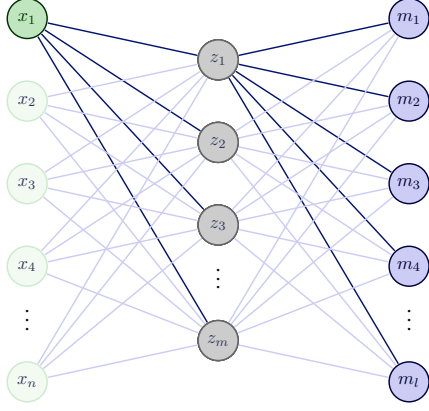 x₁
x₂
x₃
x₄
⋮
xₙ
z₁
z₂
z₃
⋮
zₘ
m₁
m₂
m₃
m₄
⋮
mₗ